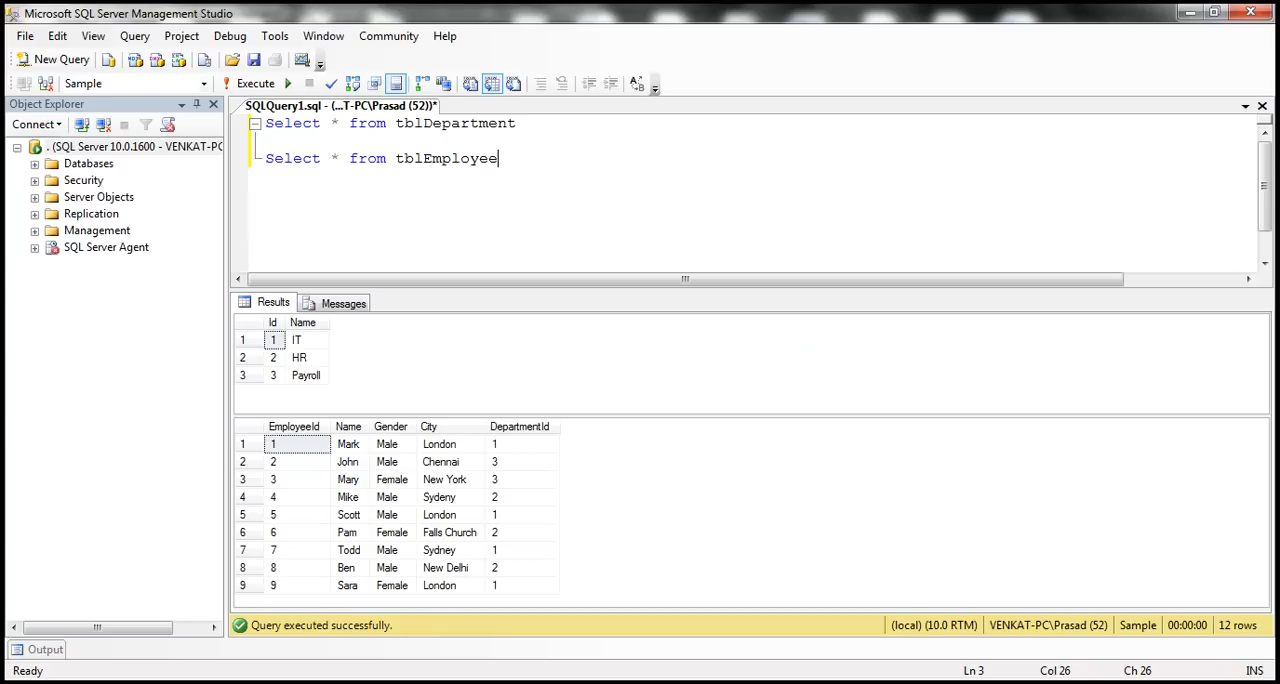 Microsoft SQL Server Management Studio
File Edit View Query Project Debug Tools Window Community Help
New Query
Sample Execute
Object Explorer
SQLQuery1.sql - (...T-PC\Prasad (52))*
Connect
. (SQL Server 10.0.1600 - VENKAT-PC
Databases
Security
Server Objects
Replication
Management
SQL Server Agent
Select * from tblDepartment
Select * from tblEmployee
Results Messages
Id Name
1 1 IT
2 2 HR
3 3 Payroll
EmployeeId Name Gender City DepartmentId
1 1 Mark Male London 1
2 2 John Male Chennai 3
3 3 Mary Female New York 3
4 4 Mike Male Sydeny 2
5 5 Scott Male London 1
6 6 Pam Female Falls Church 2
7 7 Todd Male Sydney 1
8 8 Ben Male New Delhi 2
9 9 Sara Female London 1
Query executed successfully. (local) (10.0 RTM) VENKAT-PC\Prasad (52) Sample 00:00:00 12 rows
Output
Ready Ln 3 Col 26 Ch 26 INS